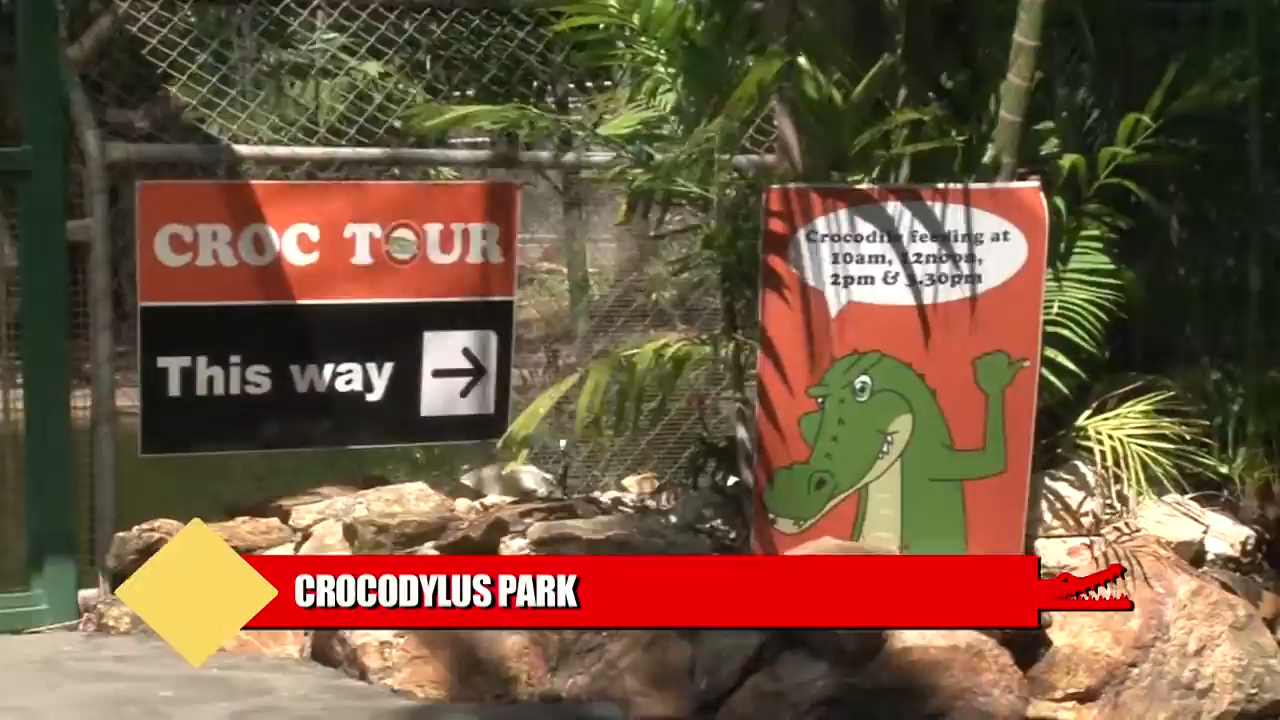 CROC TOUR
This way
Crocodile feeding at
10am, 12noon,
2pm & 3.30pm
CROCODYLUS PARK